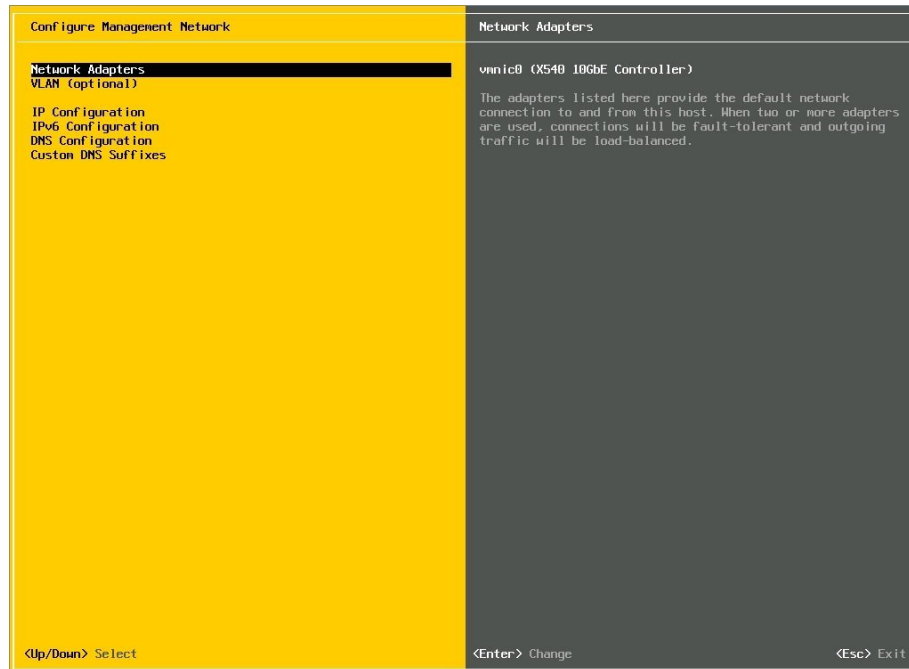 Configure Management Network
Network Adapters
VLAN (optional)
IP Configuration
IPv6 Configuration
DNS Configuration
Custom DNS Suffixes
<Up/Down> Select
Network Adapters
vmnic0 (X540 10GbE Controller)
The adapters listed here provide the default network
connection to and from this host. When two or more adapters
are used, connections will be fault-tolerant and outgoing
traffic will be load-balanced.
<Enter> Change
<Esc> Exit